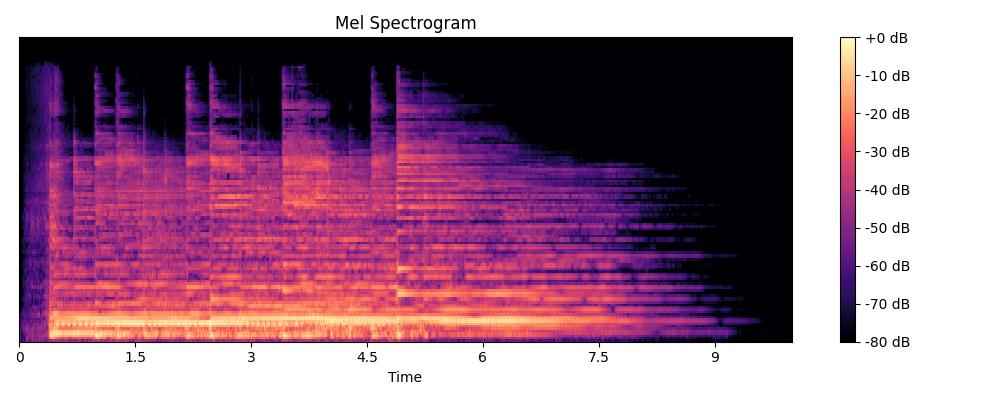 Mel Spectrogram
+0 dB
-10 dB
-20 dB
-30 dB
-40 dB
-50 dB
-60 dB
-70 dB
-80 dB
0 1.5 3 4.5 6 7.5 9
Time